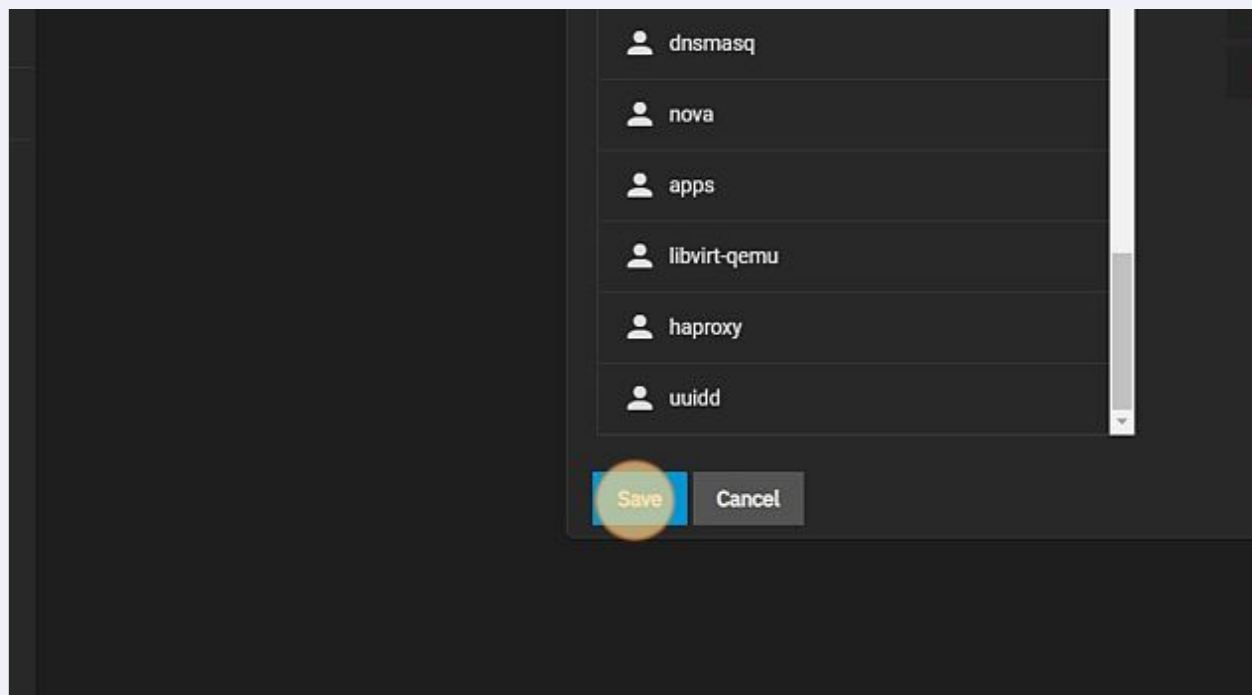 dnsmasq
nova
apps
libvirt-qemu
haproxy
uuidd
Save Cancel